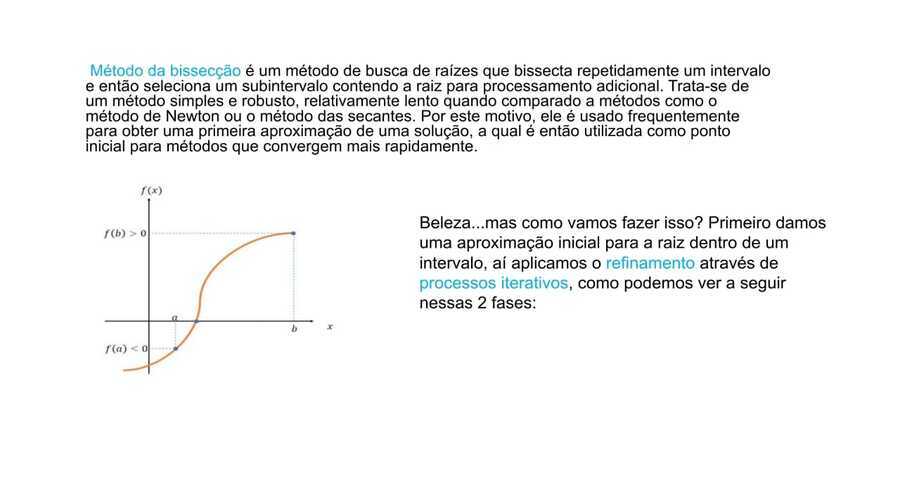 Método da bissecção é um método de busca de raízes que bissecta repetidamente um intervalo
e então seleciona um subintervalo contendo a raiz para processamento adicional. Trata-se de
um método simples e robusto, relativamente lento quando comparado a métodos como o
método de Newton ou o método das secantes. Por este motivo, ele é usado frequentemente
para obter uma primeira aproximação de uma solução, a qual é então utilizada como ponto
inicial para métodos que convergem mais rapidamente.
f(x)
f(b) > 0
a
b
x
f(a) < 0
Beleza...mas como vamos fazer isso? Primeiro damos
uma aproximação inicial para a raiz dentro de um
intervalo, aí aplicamos o refinamento através de
processos iterativos, como podemos ver a seguir
nessas 2 fases: